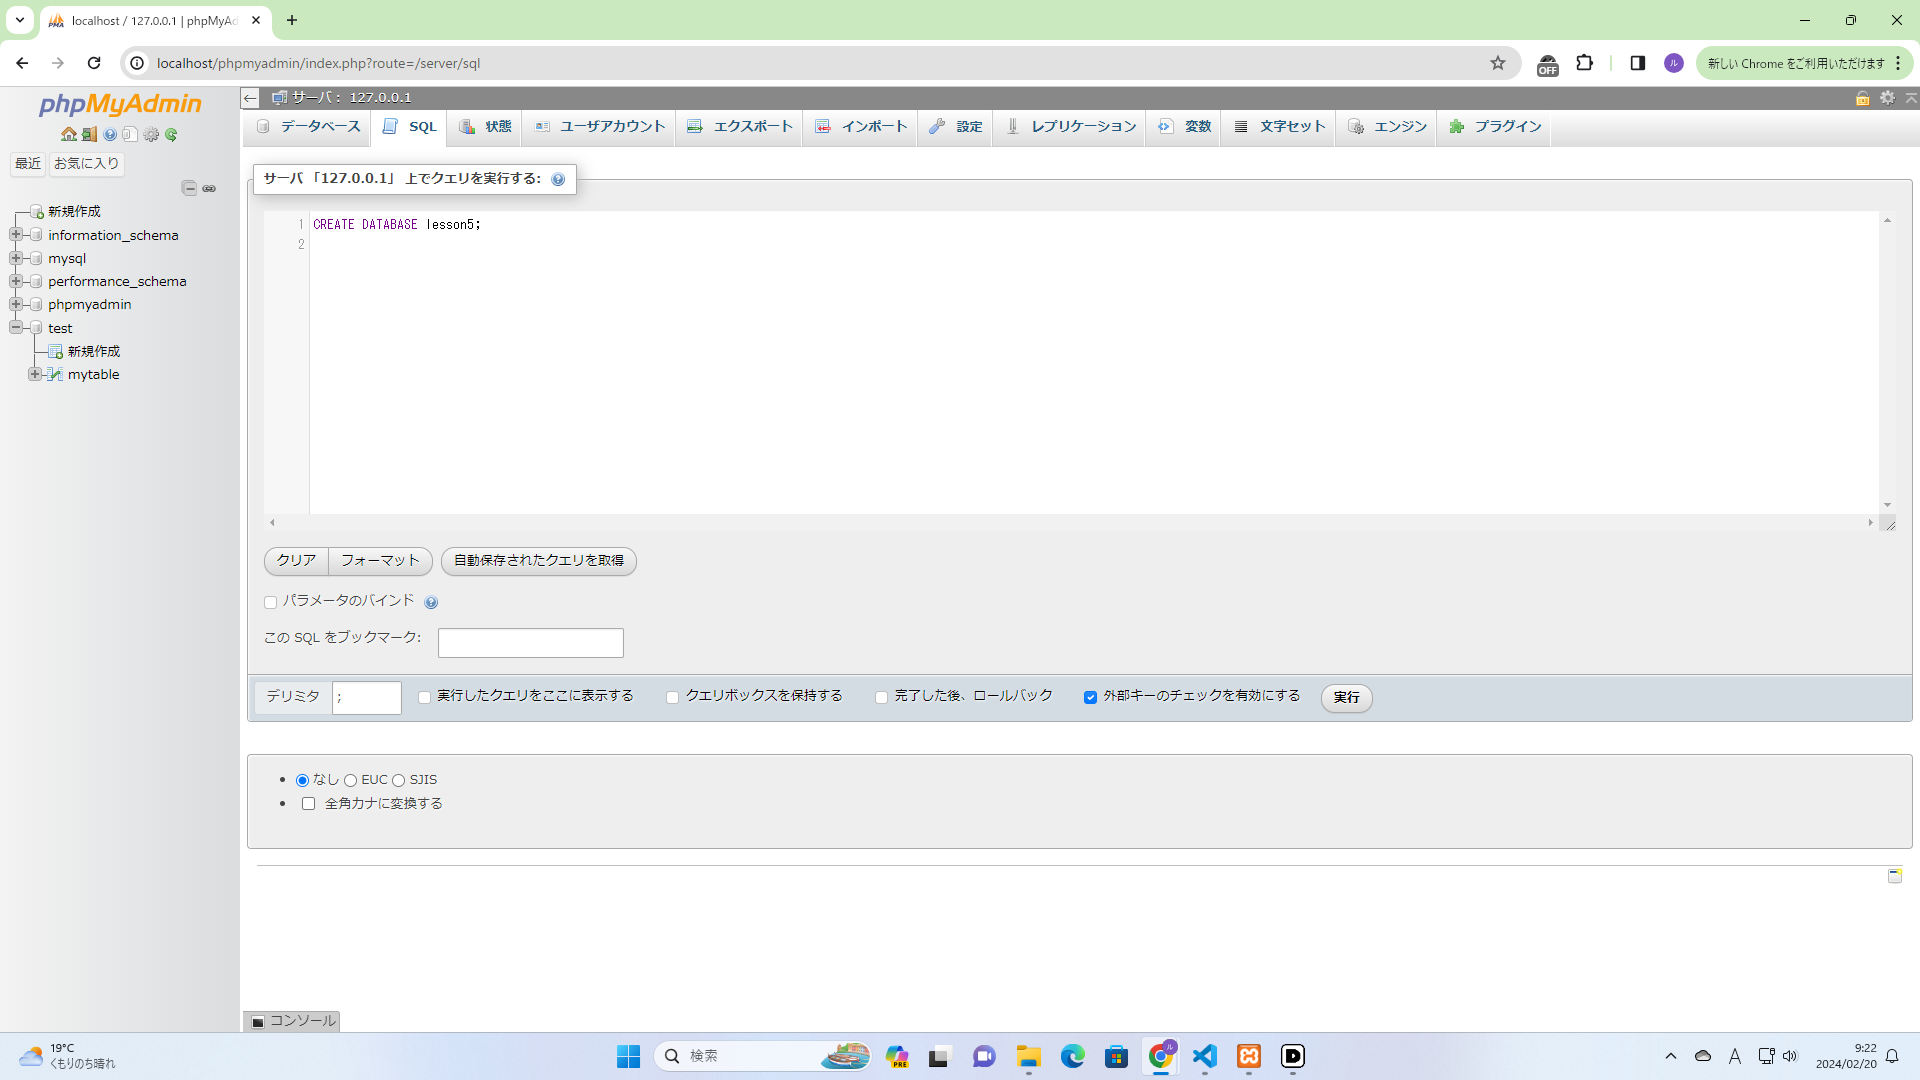 localhost / 127.0.0.1 | phpMyAd
localhost/phpmyadmin/index.php?route=/server/sql
OFF
ル
新しい Chrome をご利用いただけます
phpMyAdmin
サーバ： 127.0.0.1
データベース
SQL
状態
ユーザアカウント
エクスポート
インポート
設定
レプリケーション
変数
文字セット
エンジン
プラグイン
最近
お気に入り
新規作成
information_schema
mysql
performance_schema
phpmyadmin
test
新規作成
mytable
サーバ 「127.0.0.1」 上でクエリを実行する:
1 CREATE DATABASE lesson5;
2
クリア
フォーマット
自動保存されたクエリを取得
パラメータのバインド
この SQL をブックマーク:
デリミタ ;
実行したクエリをここに表示する
クエリボックスを保持する
完了した後、ロールバック
外部キーのチェックを有効にする
実行
なし EUC SJIS
全角カナに変換する
コンソール
19°C
くもりのち晴れ
検索
PRE
ル
A
9:22
2024/02/20